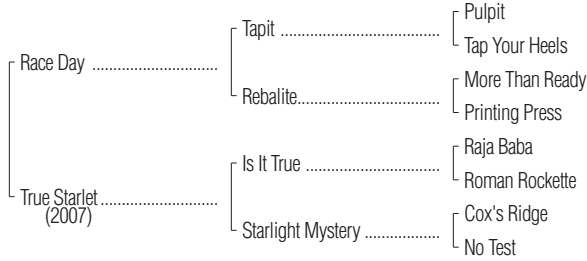 Pulpit
Tapit ..................................
Tap Your Heels
Race Day ...........................
More Than Ready
Rebalite..............................
Printing Press
Raja Baba
Is It True ............................
Roman Rockette
True Starlet.........................
(2007)
Cox's Ridge
Starlight Mystery ................
No Test